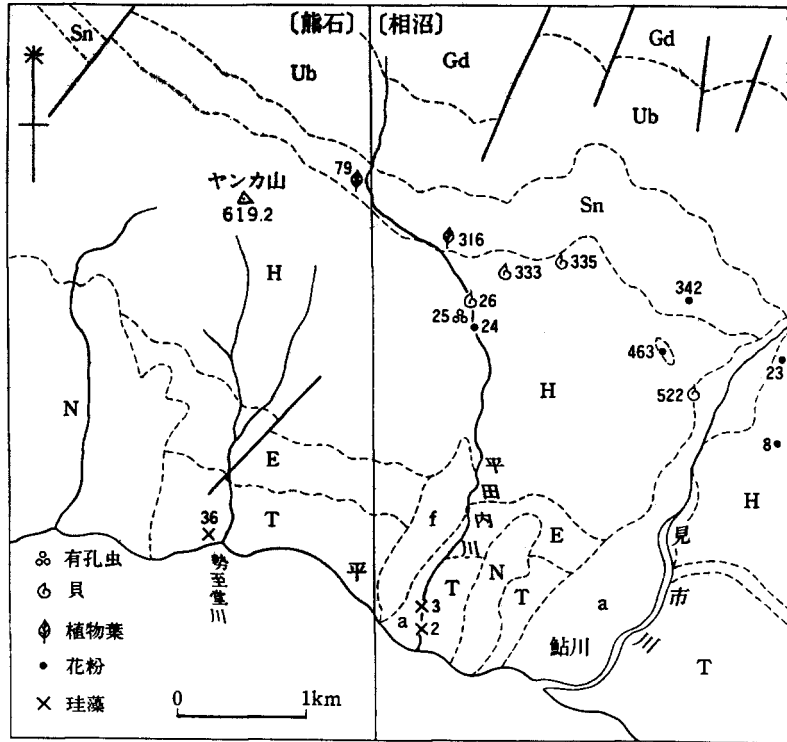 〔熊石〕〔相沼〕
Sn
Ub
Gd
Gd
Ub
79
ヤンカ山
619.2
Sn
316
335
333
342
H
26
25
24
463
23
522
N
H
8
E
平田内川
H
f
36
T
E
見市川
有孔虫
勢至堂川
平
N
T
T
a
貝
3
a
植物葉
2
鮎川
花粉
T
珪藻
0 1km